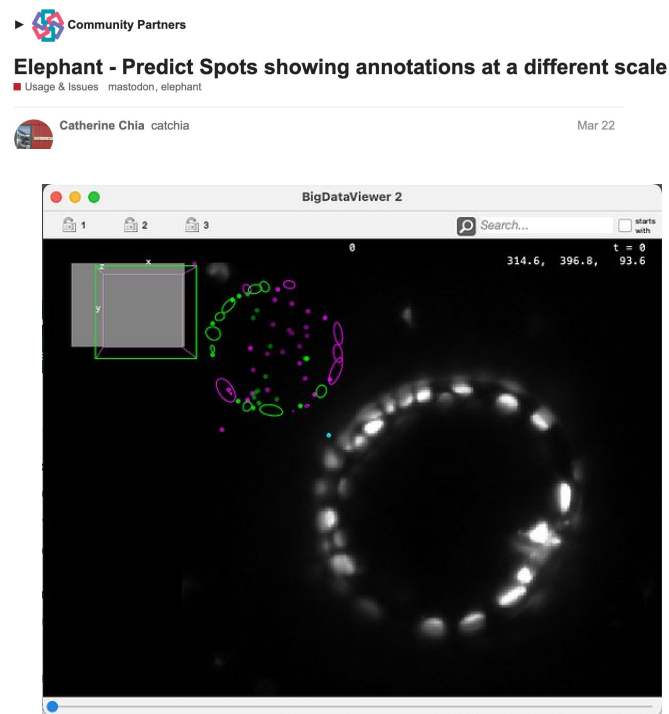 ► Community Partners
Elephant - Predict Spots showing annotations at a different scale
Usage & Issues mastodon, elephant
Catherine Chia catchia Mar 22
BigDataViewer 2
1 2 3 Search... starts with
0 t = 0
314.6, 396.8, 93.6
x
z
y